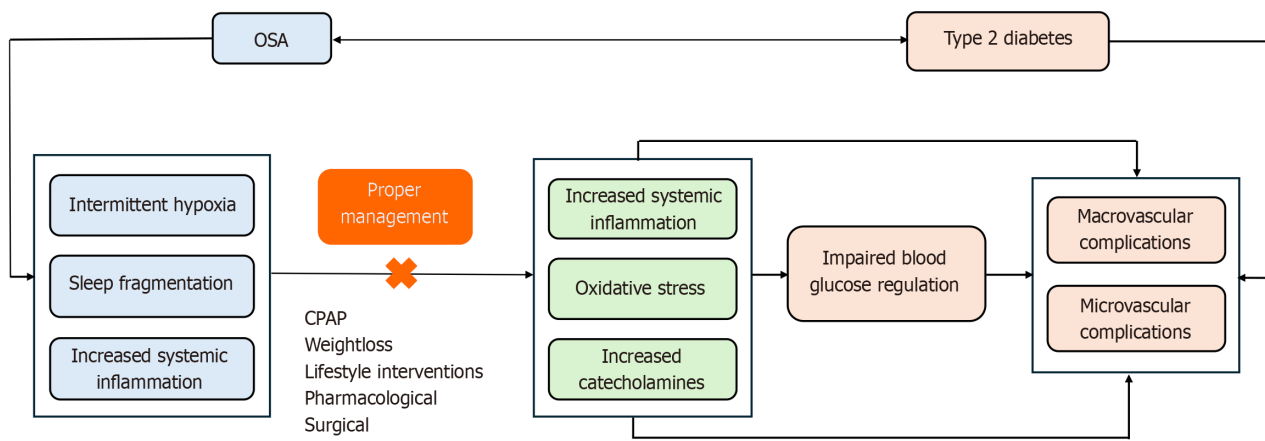 OSA
Type 2 diabetes
Intermittent hypoxia
Sleep fragmentation
Increased systemic
inflammation
Proper
management
CPAP
Weightloss
Lifestyle interventions
Pharmacological
Surgical
Increased systemic
inflammation
Oxidative stress
Increased
catecholamines
Impaired blood
glucose regulation
Macrovascular
complications
Microvascular
complications